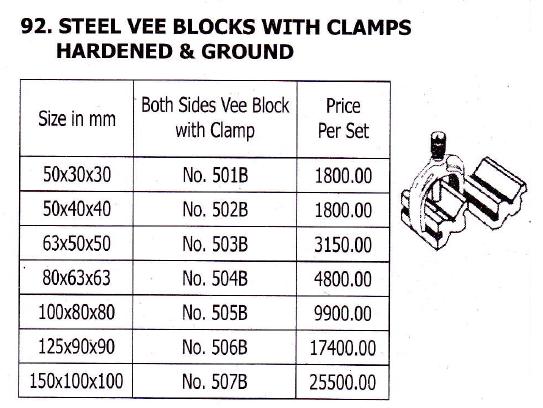 92. STEEL VEE BLOCKS WITH CLAMPS
HARDENED & GROUND
Size in mm | Both Sides Vee Block with Clamp | Price Per Set
50x30x30 | No. 501B | 1800.00
50x40x40 | No. 502B | 1800.00
63x50x50 | No. 503B | 3150.00
80x63x63 | No. 504B | 4800.00
100x80x80 | No. 505B | 9900.00
125x90x90 | No. 506B | 17400.00
150x100x100 | No. 507B | 25500.00